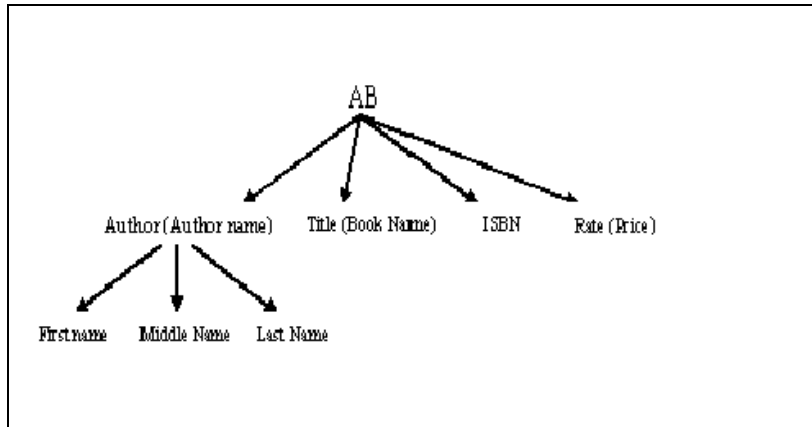 AB
Author (Author name) Title (Book Name) ISBN Rate (Price)
First name Middle Name Last Name